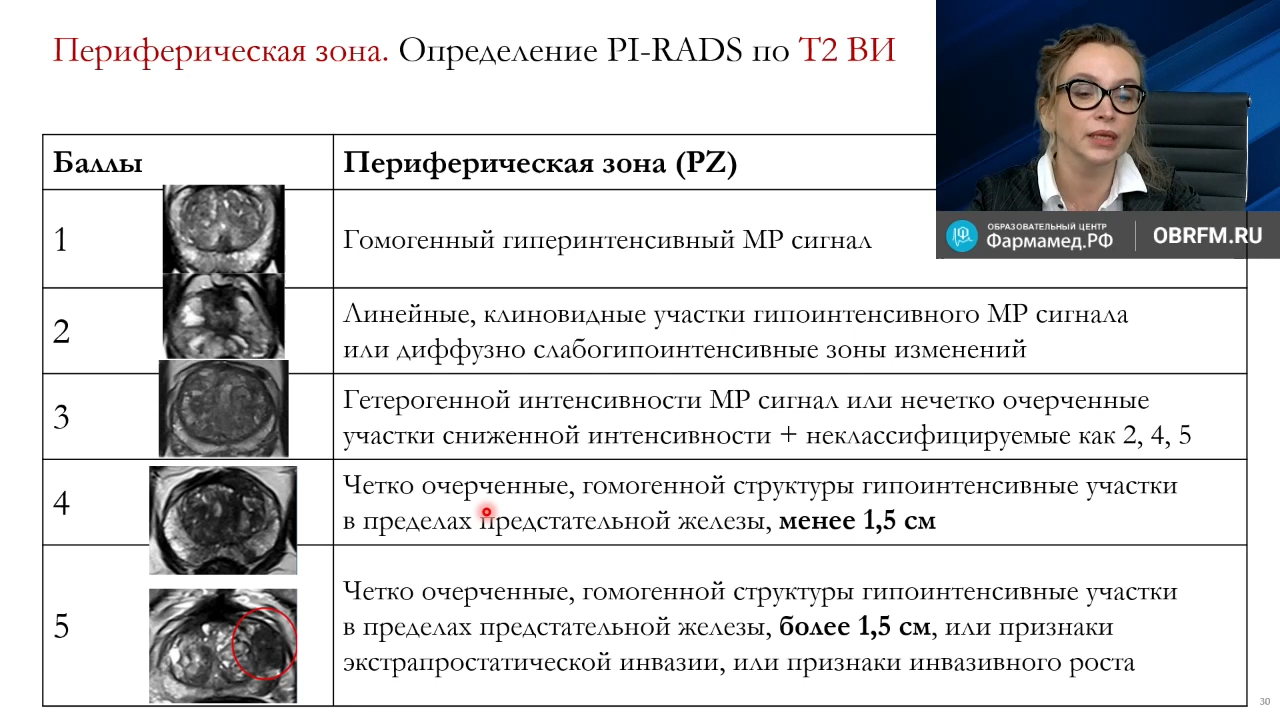 Периферическая зона. Определение PI-RADS по Т2 ВИ
ОБРАЗОВАТЕЛЬНЫЙ ЦЕНТР
Фармамед.РФ
OBRFM.RU
Баллы
Периферическая зона (PZ)
1
Гомогенный гиперинтенсивный МР сигнал
2
Линейные, клиновидные участки гипоинтенсивного МР сигнала
или диффузно слабогипоинтенсивные зоны изменений
3
Гетерогенной интенсивности МР сигнал или нечетко очерченные
участки сниженной интенсивности + неклассифицируемые как 2, 4, 5
4
Четко очерченные, гомогенной структуры гипоинтенсивные участки
в пределах предстательной железы, менее 1,5 см
5
Четко очерченные, гомогенной структуры гипоинтенсивные участки
в пределах предстательной железы, более 1,5 см, или признаки
экстрапростатической инвазии, или признаки инвазивного роста
30